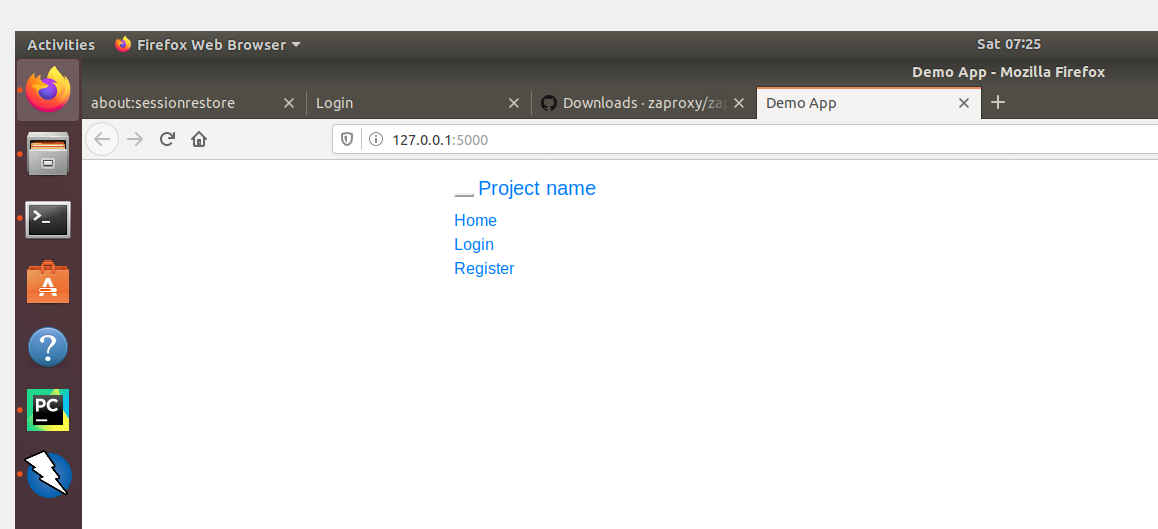 Activities Firefox Web Browser Sat 07:25
Demo App - Mozilla Firefox
about:sessionrestore Login Downloads · zaproxy/zap Demo App
127.0.0.1:5000
Project name
Home
Login
Register
PC